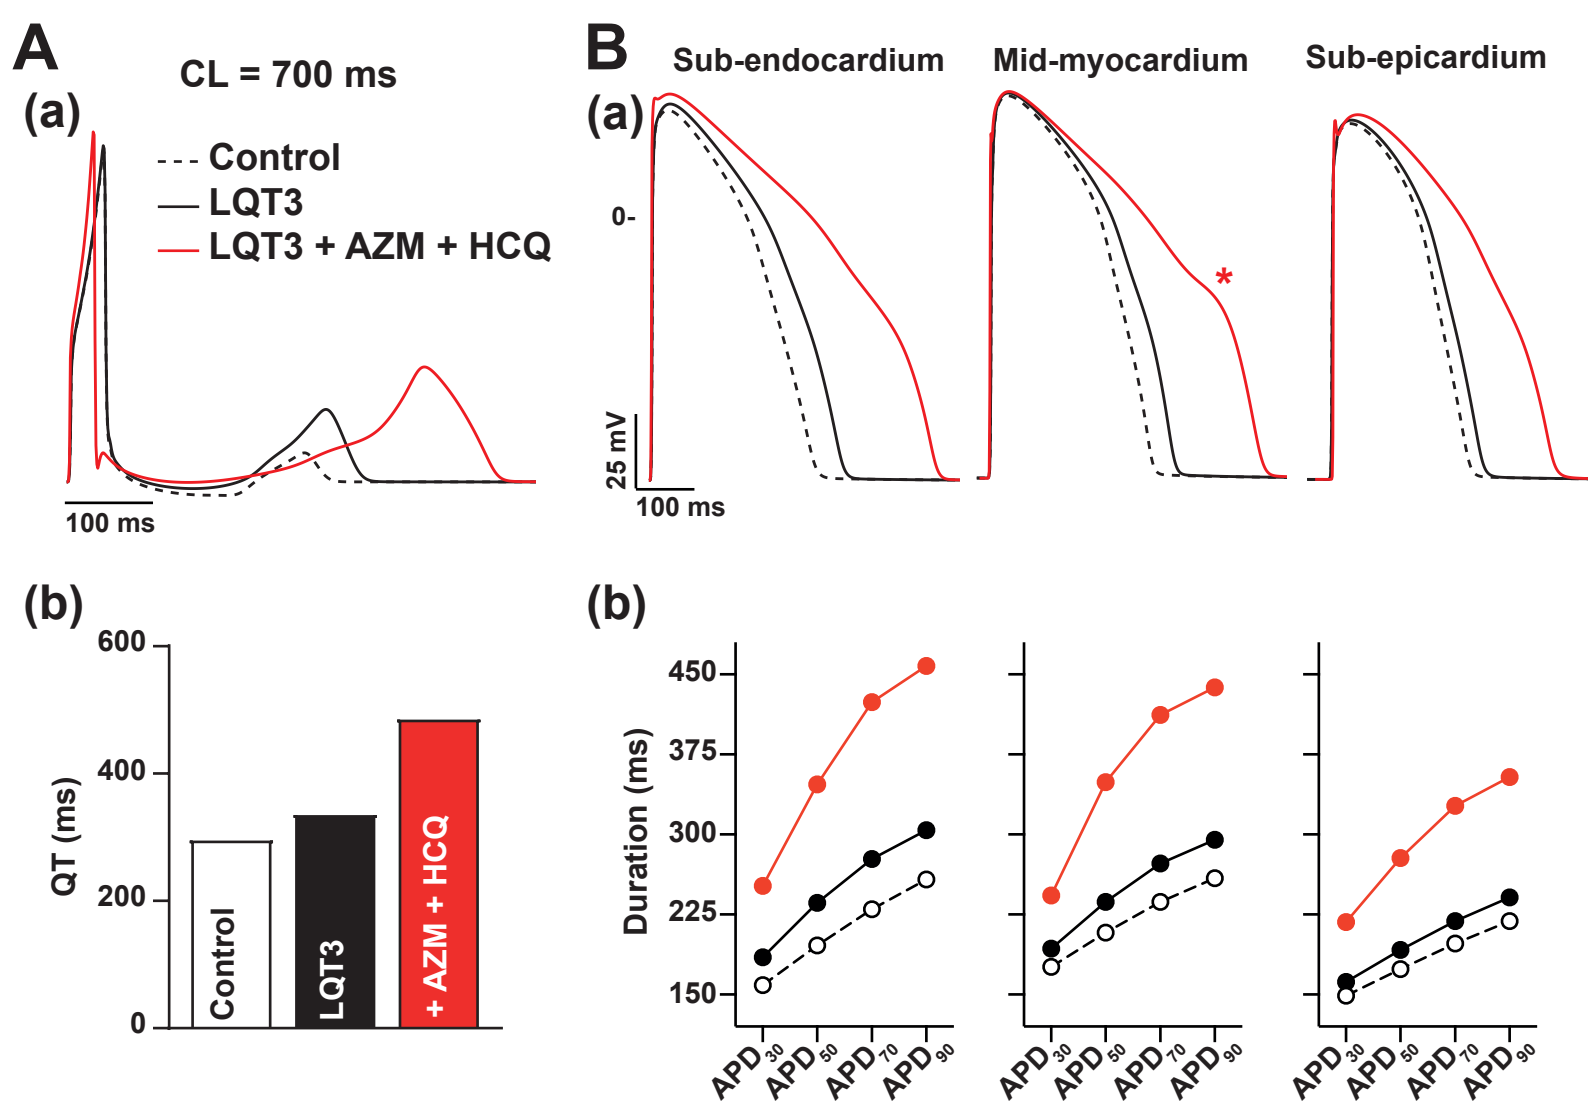 A
CL = 700 ms
(a)
Control
LQT3
LQT3 + AZM + HCQ
100 ms
(b)
600
400
200
0
QT (ms)
Control
LQT3
+ AZM + HCQ
B
Sub-endocardium
Mid-myocardium
Sub-epicardium
(a)
0-
*
25 mV
100 ms
(b)
Duration (ms)
450
375
300
225
150
APD30 APD50 APD70 APD90
APD30 APD50 APD70 APD90
APD30 APD50 APD70 APD90